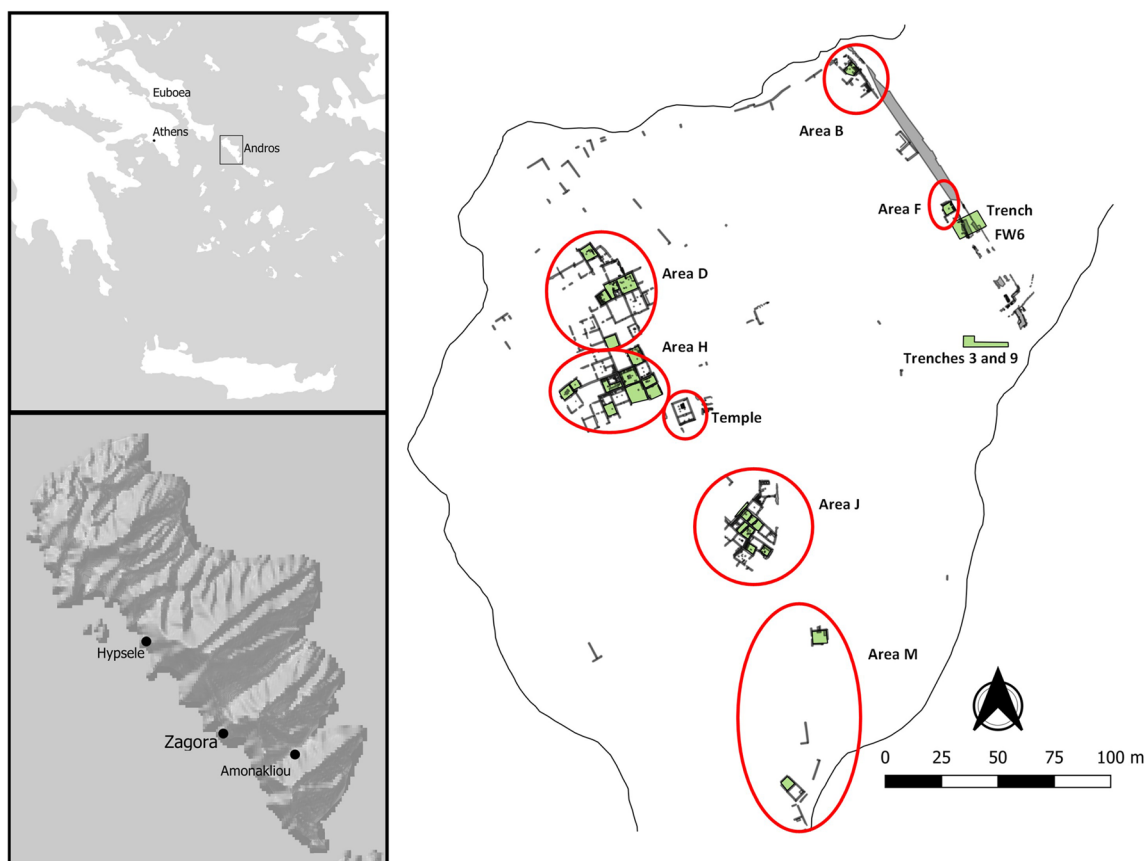 Euboea
Athens
Andros
Hypsele
Zagora
Amonakliou
Area B
Area F
Trench
FW6
Area D
Trenches 3 and 9
Area H
Temple
Area J
Area M
0 25 50 75 100 m